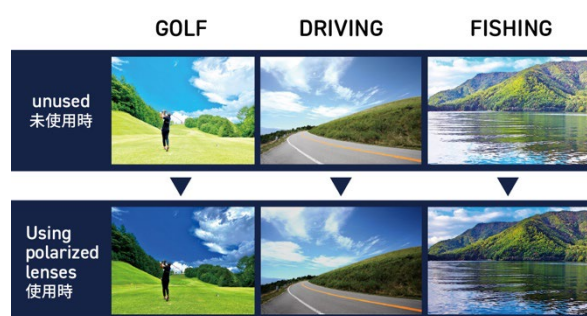 GOLF DRIVING FISHING
unused
未使用時
Using
polarized
lenses
使用時